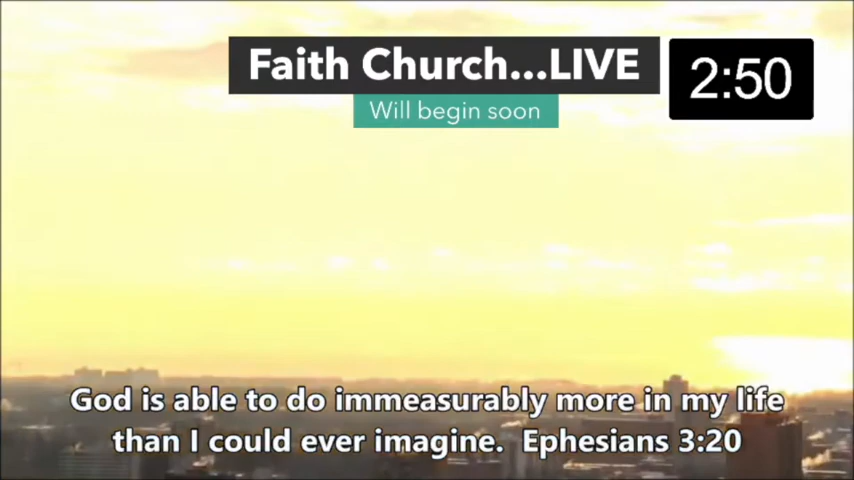 Faith Church...LIVE
2:50
Will begin soon
God is able to do immeasurably more in my life
than I could ever imagine.  Ephesians 3:20